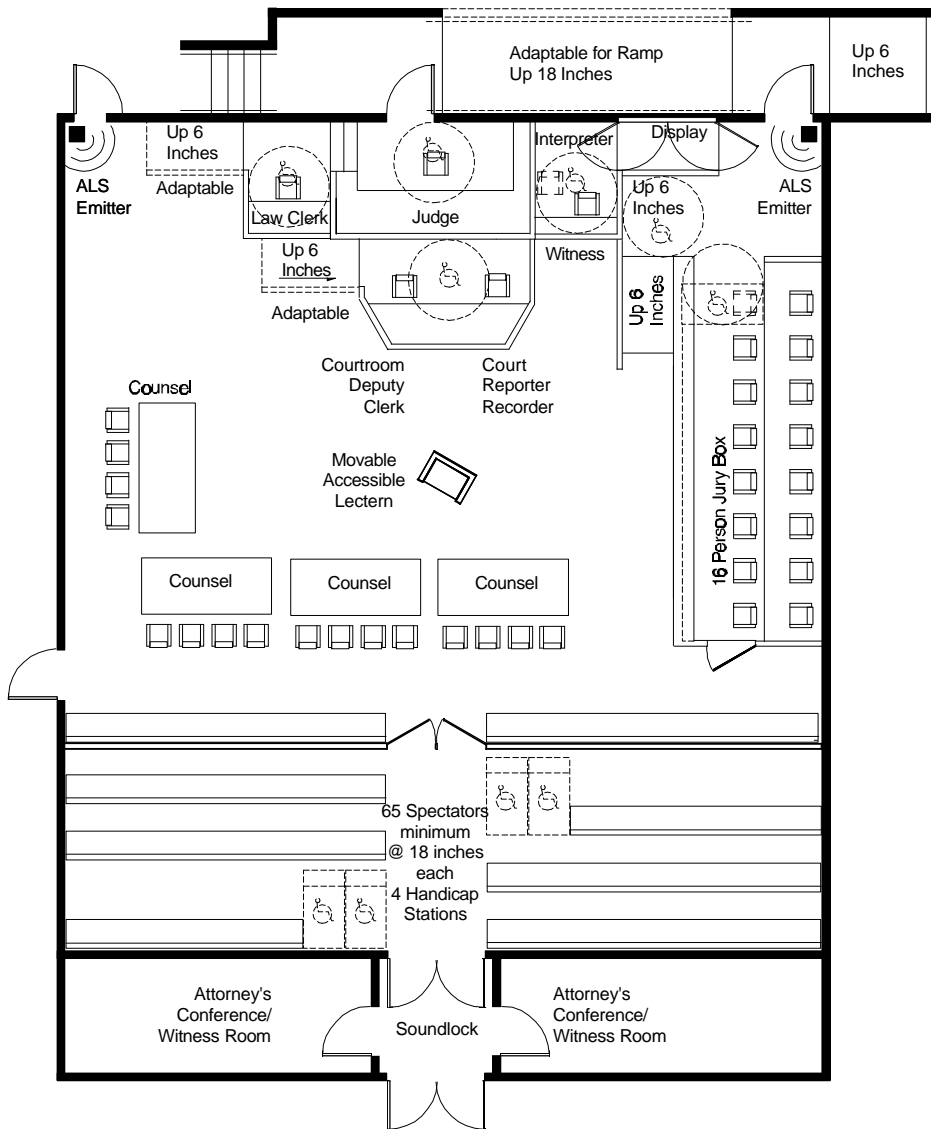 Adaptable for Ramp
Up 18 Inches
Up 6
Inches
Up 6
Inches
Adaptable
ALS
Emitter
Law Clerk
Judge
Interpreter
Display
Up 6
Inches
ALS
Emitter
Witness
Up 6
Inches
Adaptable
Up 6
Inches
Courtroom
Deputy
Clerk
Court
Reporter
Recorder
Counsel
Movable
Accessible
Lectern
16 Person Jury Box
Counsel
Counsel
Counsel
65 Spectators
minimum
@ 18 inches
each
4 Handicap
Stations
Attorney's
Conference/
Witness Room
Soundlock
Attorney's
Conference/
Witness Room